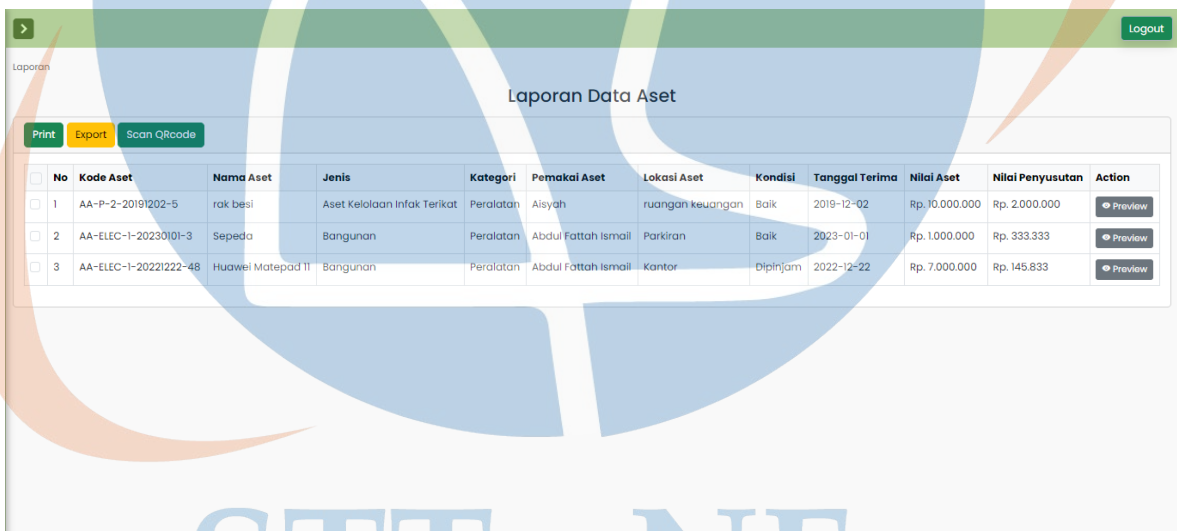 Logout
Laporan
Laporan Data Aset
Print Export Scan QRcode
No Kode Aset Nama Aset Jenis Kategori Pemakai Aset Lokasi Aset Kondisi Tanggal Terima Nilai Aset Nilai Penyusutan Action
1 AA-P-2-20191202-5 rak besi Aset Kelolaan Infak Terikat Peralatan Aisyah ruangan keuangan Baik 2019-12-02 Rp. 10.000.000 Rp. 2.000.000 Preview
2 AA-ELEC-1-20230101-3 Sepeda Bangunan Peralatan Abdul Fattah Ismail Parkiran Baik 2023-01-01 Rp. 1.000.000 Rp. 333.333 Preview
3 AA-ELEC-1-20221222-48 Huawei Matepad 11 Bangunan Peralatan Abdul Fattah Ismail Kantor Dipinjam 2022-12-22 Rp. 7.000.000 Rp. 145.833 Preview
STT - NF